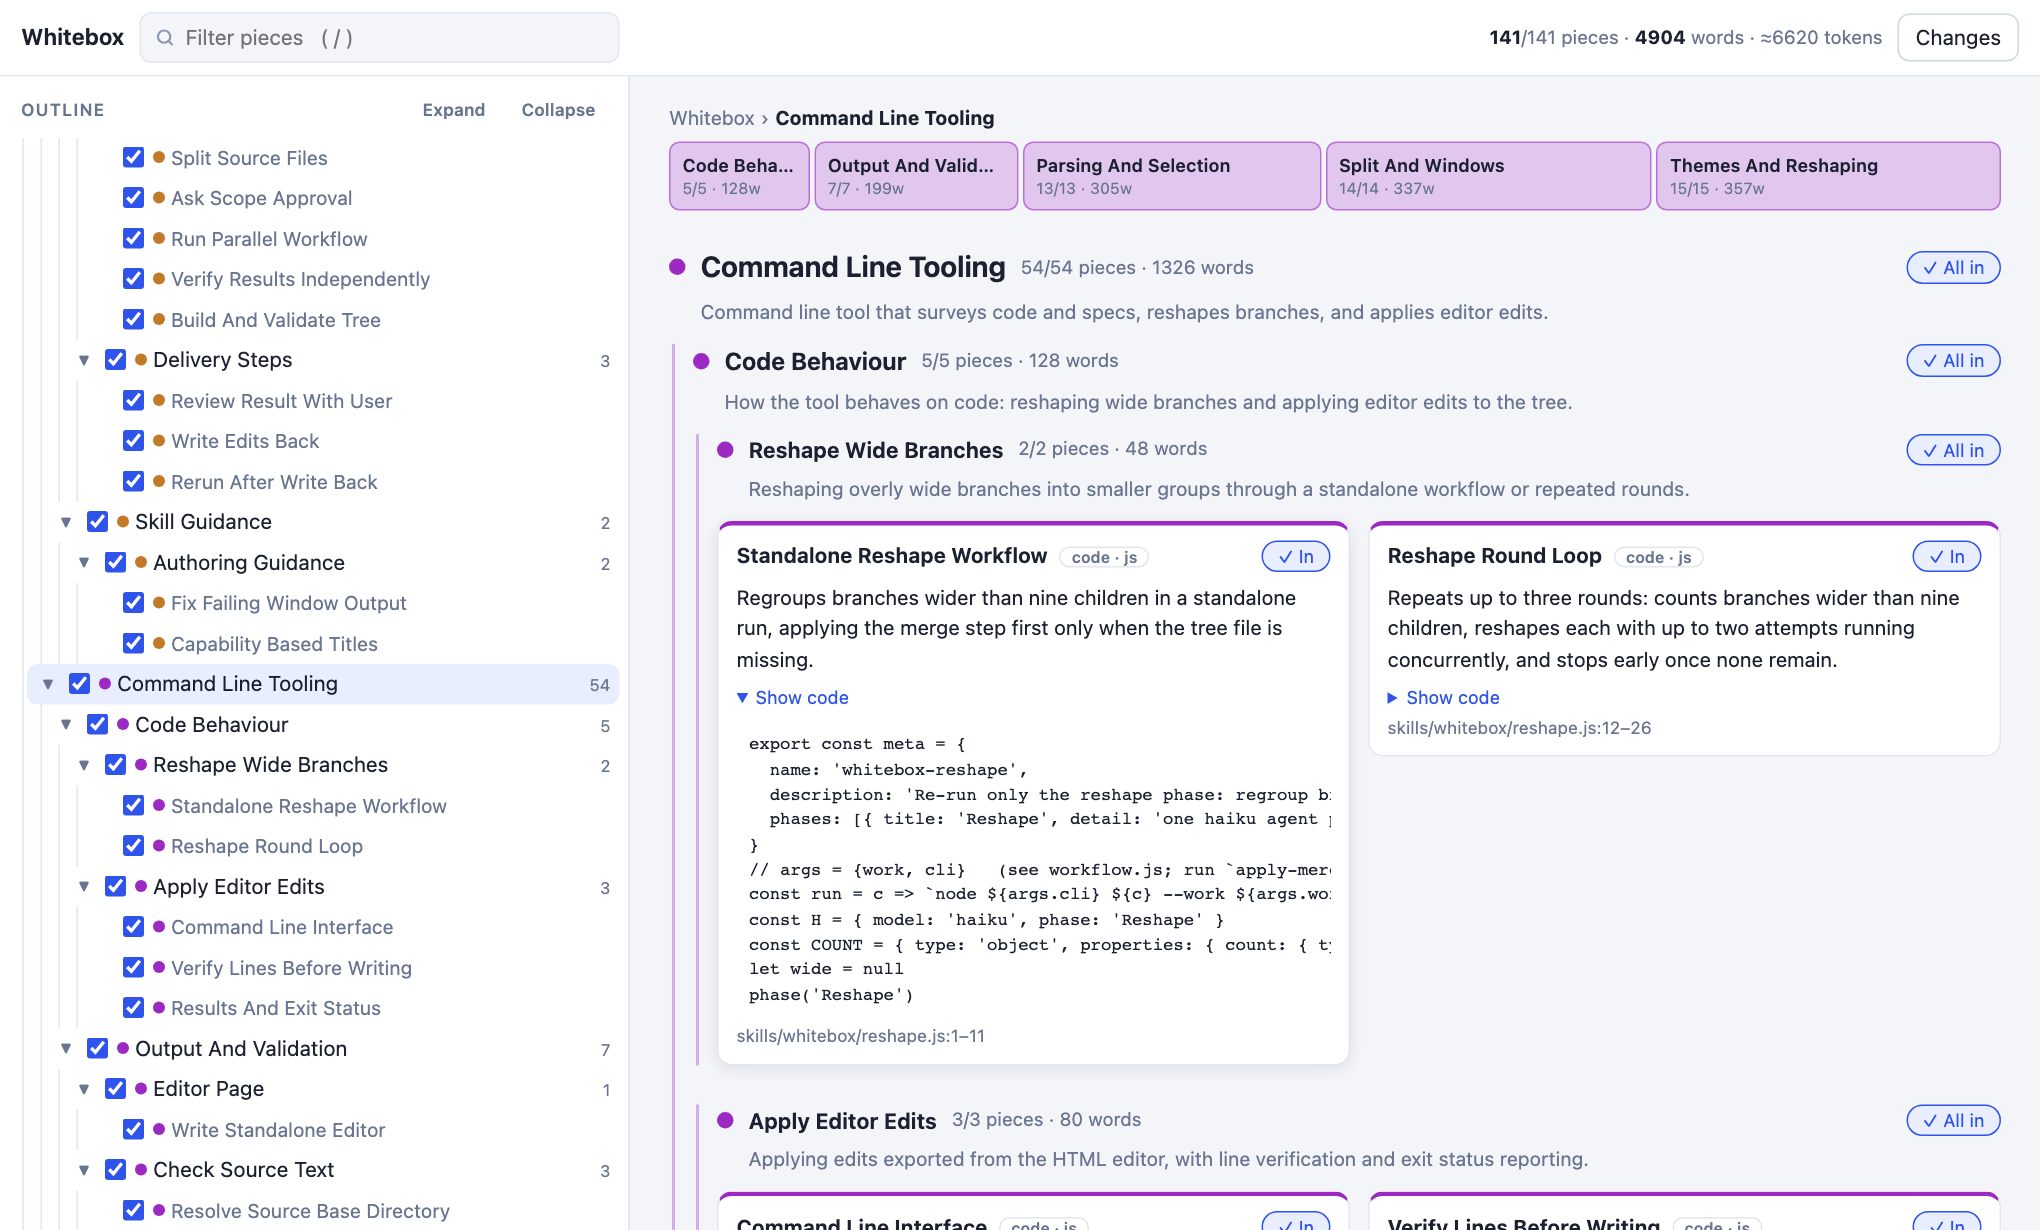 Whitebox
Filter pieces ( / )
141/141 pieces · 4904 words · ≈6620 tokens
Changes
OUTLINE
Expand
Collapse
Split Source Files
Ask Scope Approval
Run Parallel Workflow
Verify Results Independently
Build And Validate Tree
Delivery Steps 3
Review Result With User
Write Edits Back
Rerun After Write Back
Skill Guidance 2
Authoring Guidance 2
Fix Failing Window Output
Capability Based Titles
Command Line Tooling 54
Code Behaviour 5
Reshape Wide Branches 2
Standalone Reshape Workflow
Reshape Round Loop
Apply Editor Edits 3
Command Line Interface
Verify Lines Before Writing
Results And Exit Status
Output And Validation 7
Editor Page 1
Write Standalone Editor
Check Source Text 3
Resolve Source Base Directory
Whitebox › Command Line Tooling
Code Beha...
5/5 · 128w
Output And Valid...
7/7 · 199w
Parsing And Selection
13/13 · 305w
Split And Windows
14/14 · 337w
Themes And Reshaping
15/15 · 357w
Command Line Tooling 54/54 pieces · 1326 words
✓ All in
Command line tool that surveys code and specs, reshapes branches, and applies editor edits.
Code Behaviour 5/5 pieces · 128 words
✓ All in
How the tool behaves on code: reshaping wide branches and applying editor edits to the tree.
Reshape Wide Branches 2/2 pieces · 48 words
✓ All in
Reshaping overly wide branches into smaller groups through a standalone workflow or repeated rounds.
Standalone Reshape Workflow code · js
✓ In
Regroups branches wider than nine children in a standalone
run, applying the merge step first only when the tree file is
missing.
▼ Show code
export const meta = {
name: 'whitebox-reshape',
description: 'Re-run only the reshape phase: regroup
phases: [{ title: 'Reshape', detail: 'one haiku agent
}
// args = {work, cli} (see workflow.js; run `apply-mer
const run = c => `node ${args.cli} ${c} --work ${args.wo
const H = { model: 'haiku', phase: 'Reshape' }
const COUNT = { type: 'object', properties: { count: {
let wide = null
phase('Reshape')
skills/whitebox/reshape.js:1–11
Reshape Round Loop code · js
✓ In
Repeats up to three rounds: counts branches wider than nine
children, reshapes each with up to two attempts running
concurrently, and stops early once none remain.
▶ Show code
skills/whitebox/reshape.js:12–26
Apply Editor Edits 3/3 pieces · 80 words
✓ All in
Applying edits exported from the HTML editor, with line verification and exit status reporting.
Command Line Interface code · js
✓ In
Verify Lines Before Writing code · js
✓ In